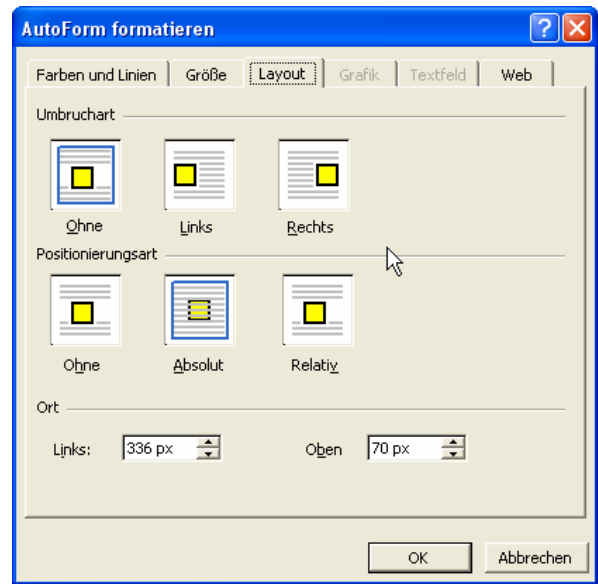 AutoForm formatieren
Farben und Linien Größe Layout Grafik Textfeld Web
Umbruchart
Ohne Links Rechts
Positionierungsart
Ohne Absolut Relativ
Ort
Links: 336 px Oben 70 px
OK Abbrechen